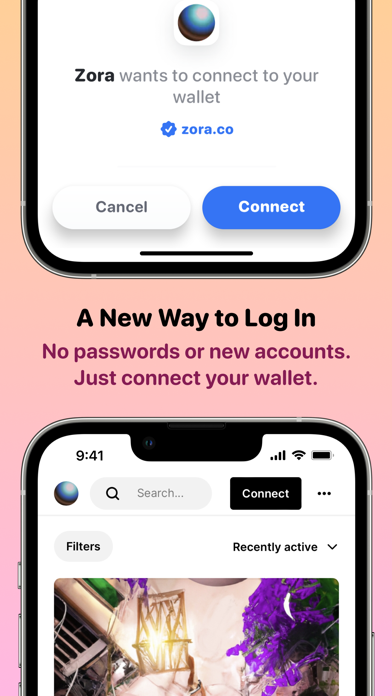 Zora wants to connect to your
wallet
zora.co
Cancel
Connect
A New Way to Log In
No passwords or new accounts.
Just connect your wallet.
9:41
Search...
Connect
Filters
Recently active